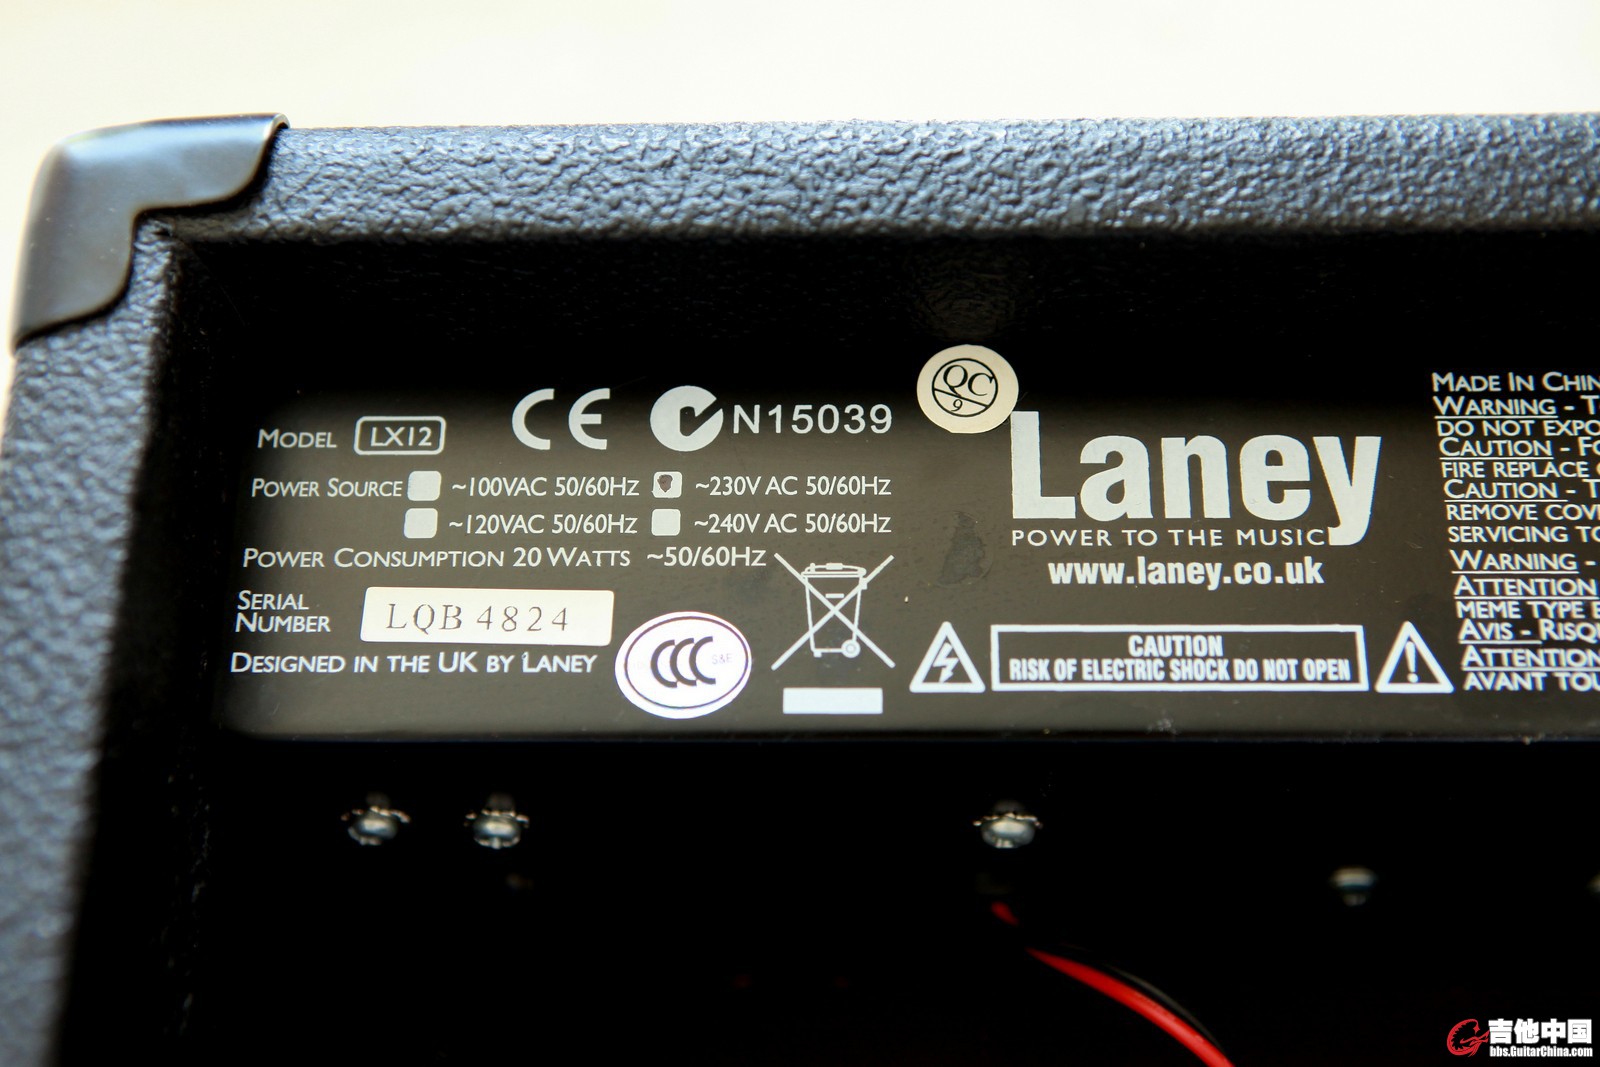 MODEL LX12
CE N15039
POWER SOURCE ~100VAC 50/60Hz ~230V AC 50/60Hz
~120VAC 50/60Hz ~240V AC 50/60Hz
POWER CONSUMPTION 20 WATTS ~50/60Hz
SERIAL
NUMBER LQB 4824
DESIGNED IN THE UK BY LANEY
CCC S&E
QC
9
Laney
POWER TO THE MUSIC
www.laney.co.uk
CAUTION
RISK OF ELECTRIC SHOCK DO NOT OPEN
MADE IN
WARNING -
DO NOT
CAUTION -
FIRE REPLACE
CAUTION -
REMOVE
SERVICING
WARNING -
ATTENTION
MEME TYPE
AVIS -
ATTENTION
AVANT
吉他中国
bbs.GuitarChina.com